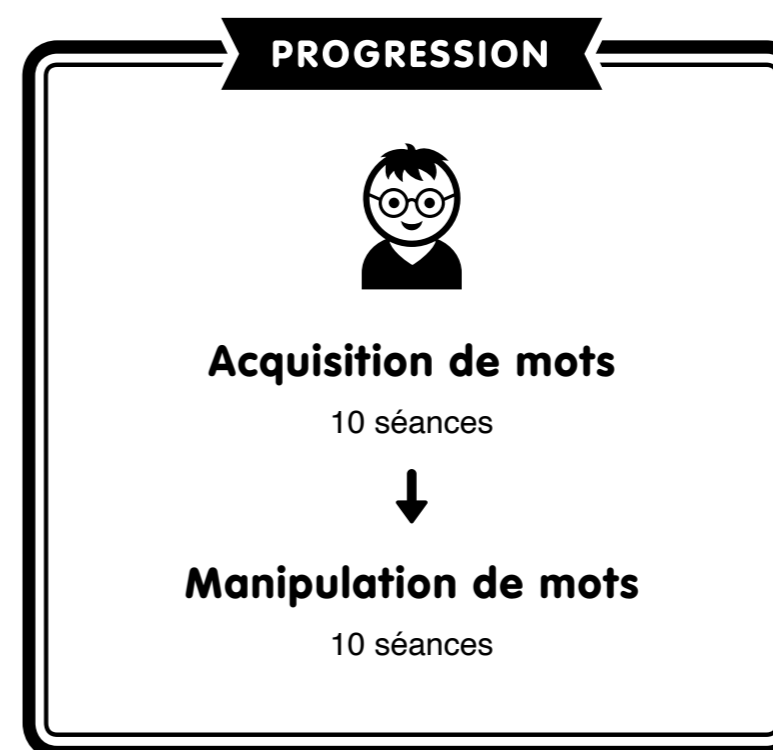 PROGRESSION
Acquisition de mots
10 séances
Manipulation de mots
10 séances